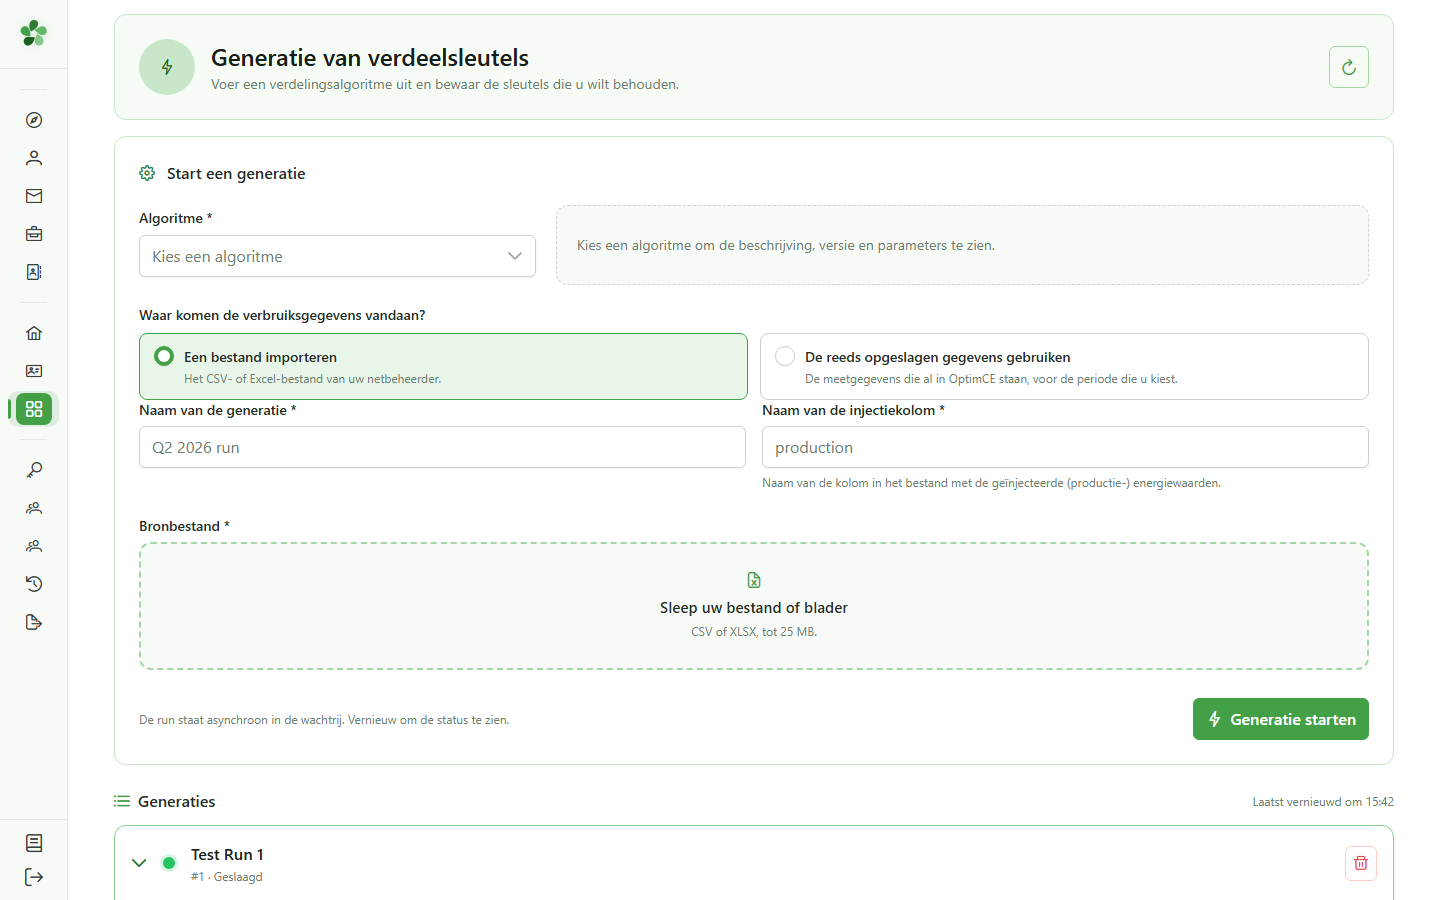 Generatie van verdeelsleutels
Voer een verdelingsalgoritme uit en bewaar de sleutels die u wilt behouden.
Start een generatie
Algoritme *
Kies een algoritme
Kies een algoritme om de beschrijving, versie en parameters te zien.
Waar komen de verbruiksgegevens vandaan?
Een bestand importeren
Het CSV- of Excel-bestand van uw netbeheerder.
De reeds opgeslagen gegevens gebruiken
De meetgegevens die al in OptimCE staan, voor de periode die u kiest.
Naam van de generatie *
Q2 2026 run
Naam van de injectiekolom *
production
Naam van de kolom in het bestand met de geïnjecteerde (productie-) energiewaarden.
Bronbestand *
Sleep uw bestand of blader
CSV of XLSX, tot 25 MB.
De run staat asynchroon in de wachtrij. Vernieuw om de status te zien.
Generatie starten
Generaties
Laatst vernieuwd om 15:42
Test Run 1
#1 · Geslaagd